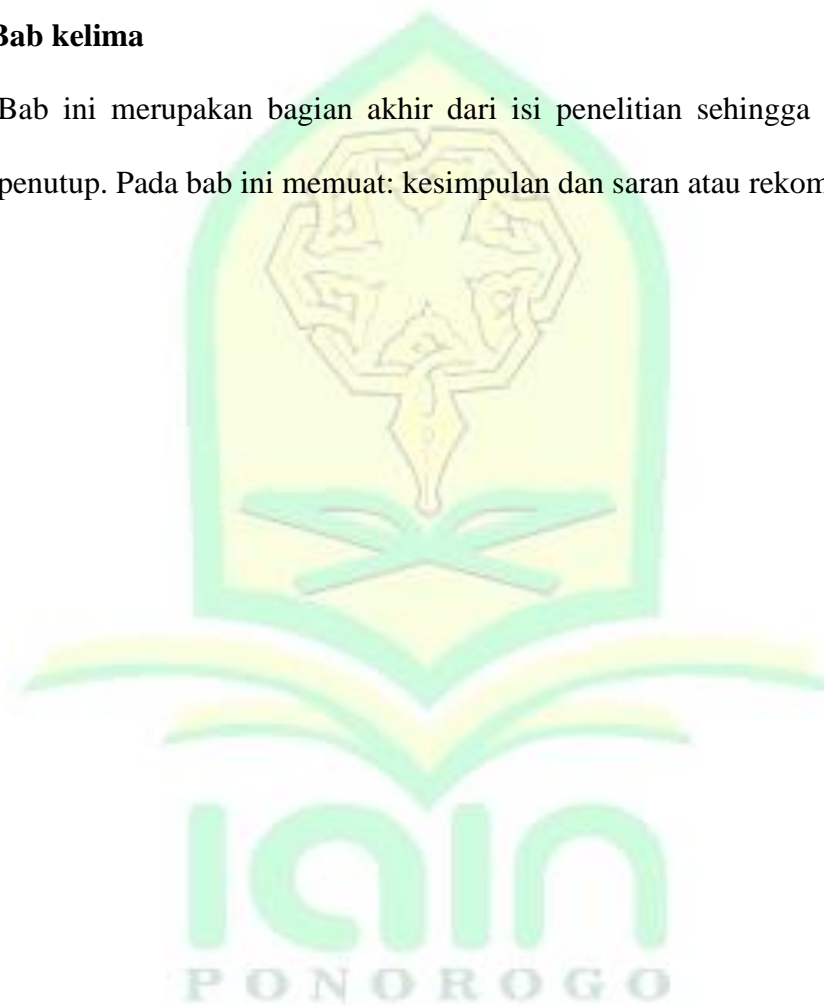 Bab kelima
Bab ini merupakan bagian akhir dari isi penelitian sehingga
penutup. Pada bab ini memuat: kesimpulan dan saran atau
iain
PONOROGO